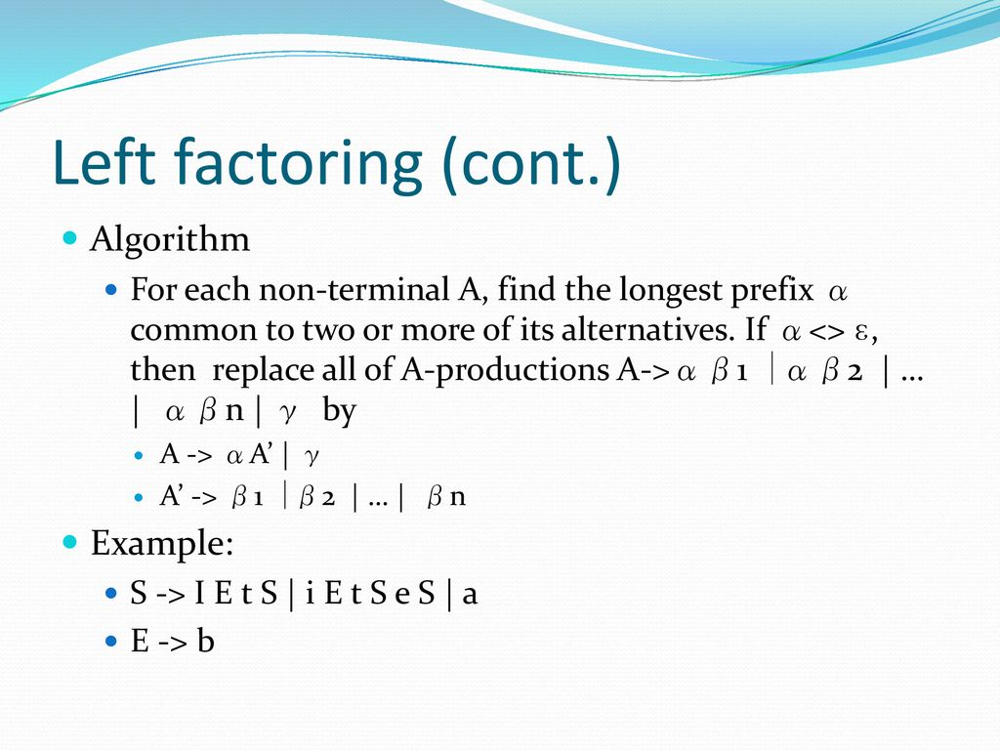 Left factoring (cont.)
Algorithm
For each non-terminal A, find the longest prefix α
common to two or more of its alternatives. If α <> ε,
then replace all of A-productions A-> α β 1 | α β 2 | …
| α β n | γ by
A -> α A’ | γ
A’ -> β 1 | β 2 | … | β n
Example:
S -> I E t S | i E t S e S | a
E -> b